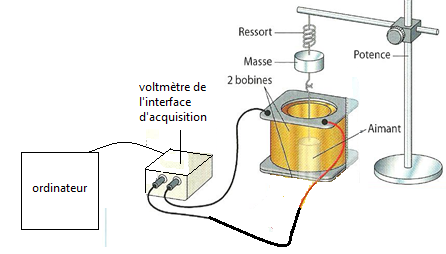 Ressort
Masse
Potence
2 bobines
voltmètre de
l'interface
d'acquisition
Aimant
ordinateur